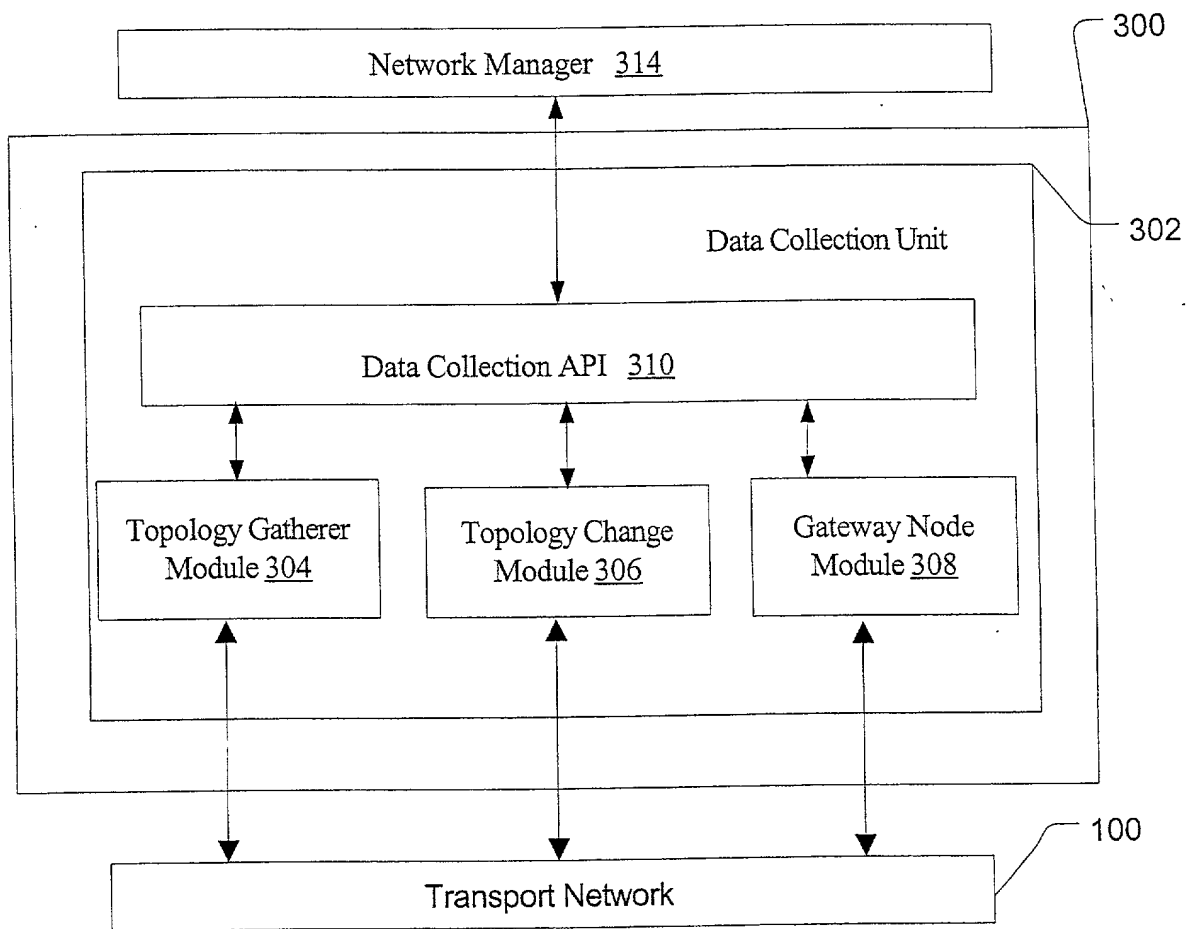 300
Network Manager 314
302
Data Collection Unit
Data Collection API 310
Topology Gatherer
Module 304
Topology Change
Module 306
Gateway Node
Module 308
100
Transport Network